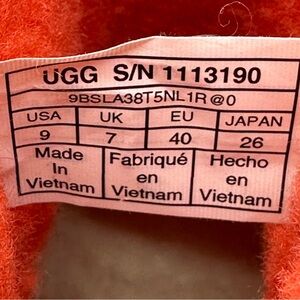 UGG S/N 1113190
9BSLA38T5NL1R@0
USA UK EU JAPAN
9 7 40 26
Made Fabriqué Hecho
In en en
Vietnam Vietnam Vietnam